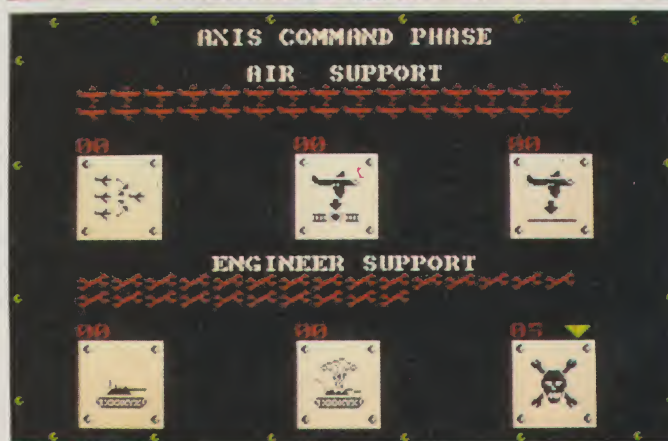 AXIS COMMAND PHASE
AIR SUPPORT
00 00 00
ENGINEER SUPPORT
00 00 05